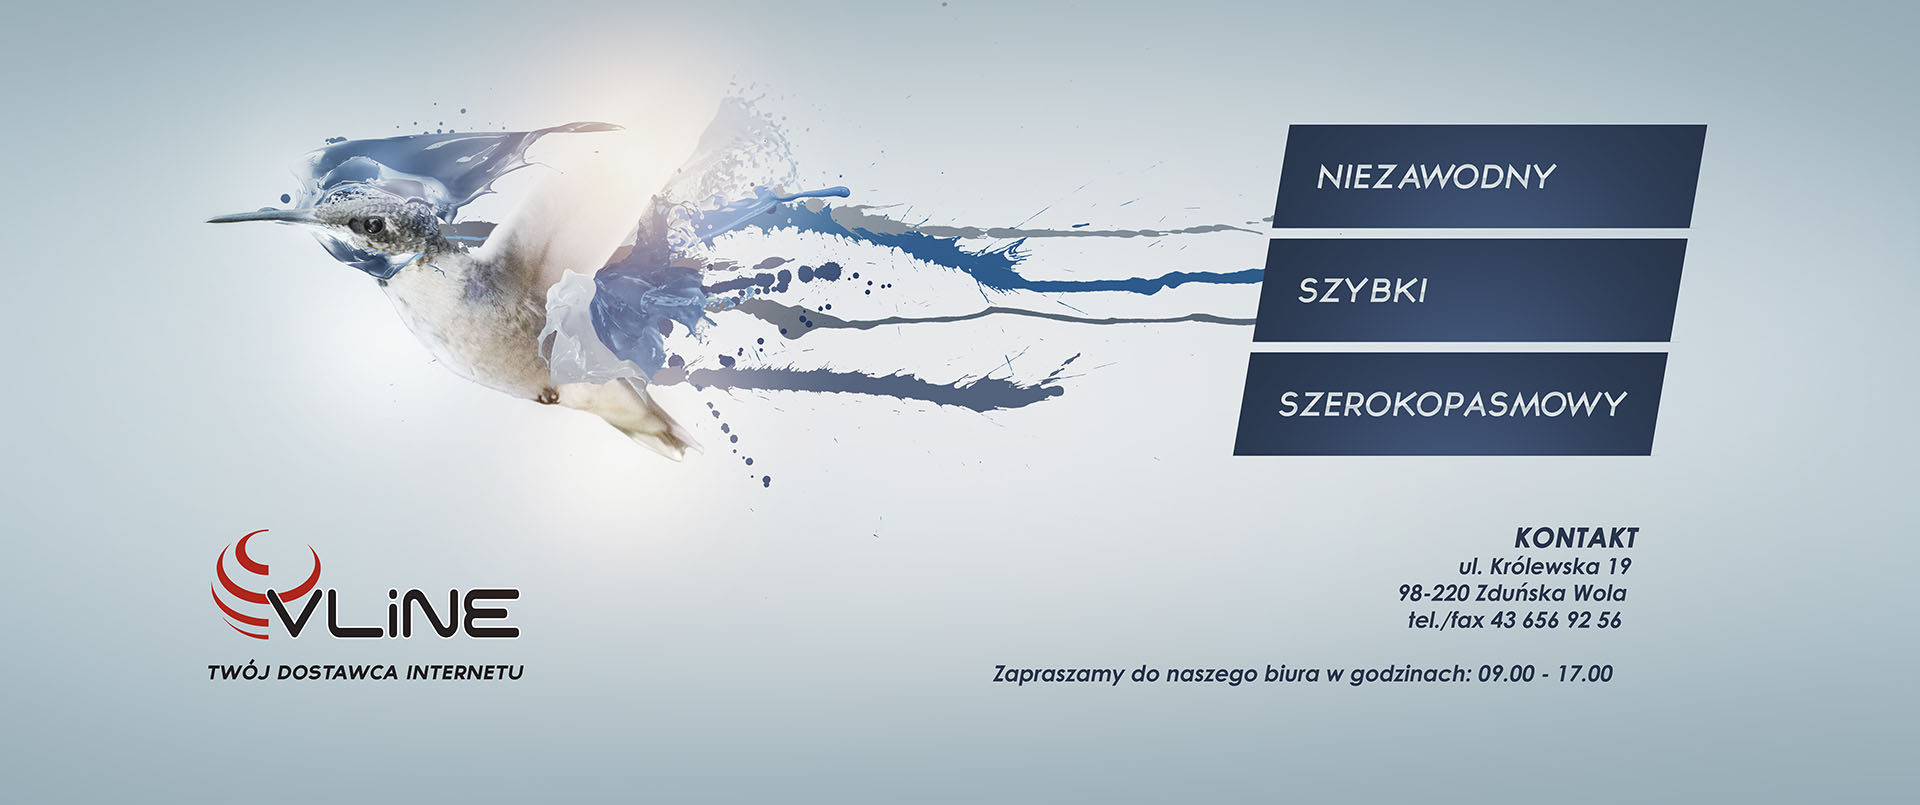 NIEZAWODNY
SZYBKI
SZEROKOPASMOWY
VLiNE
TWÓJ DOSTAWCA INTERNETU
KONTAKT
ul. Królewska 19
98-220 Zduńska Wola
tel./fax 43 656 92 56
Zapraszamy do naszego biura w godzinach: 09.00 - 17.00